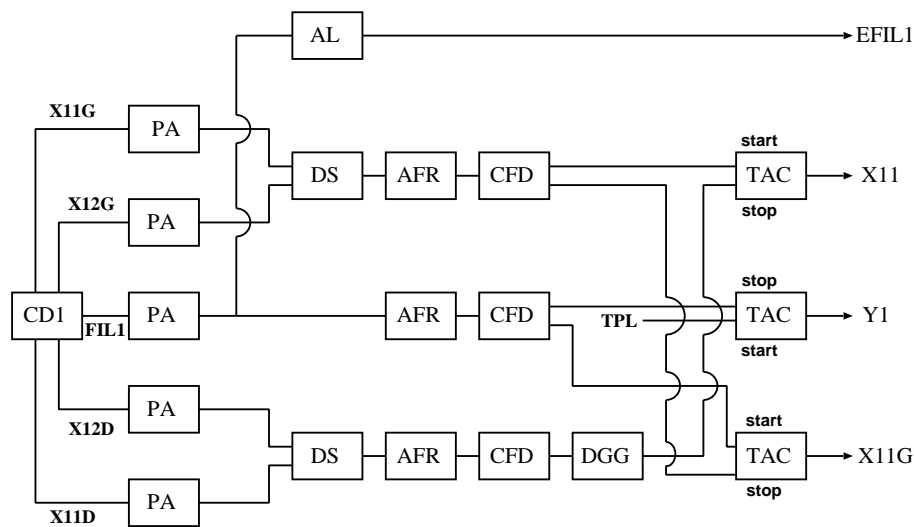 AL EFIL1
X11G PA start
DS AFR CFD TAC X11
X12G PA stop
stop
CD1 FIL1 PA AFR CFD TPL TAC Y1
start
X12D PA start
DS AFR CFD DGG TAC X11G
X11D PA stop